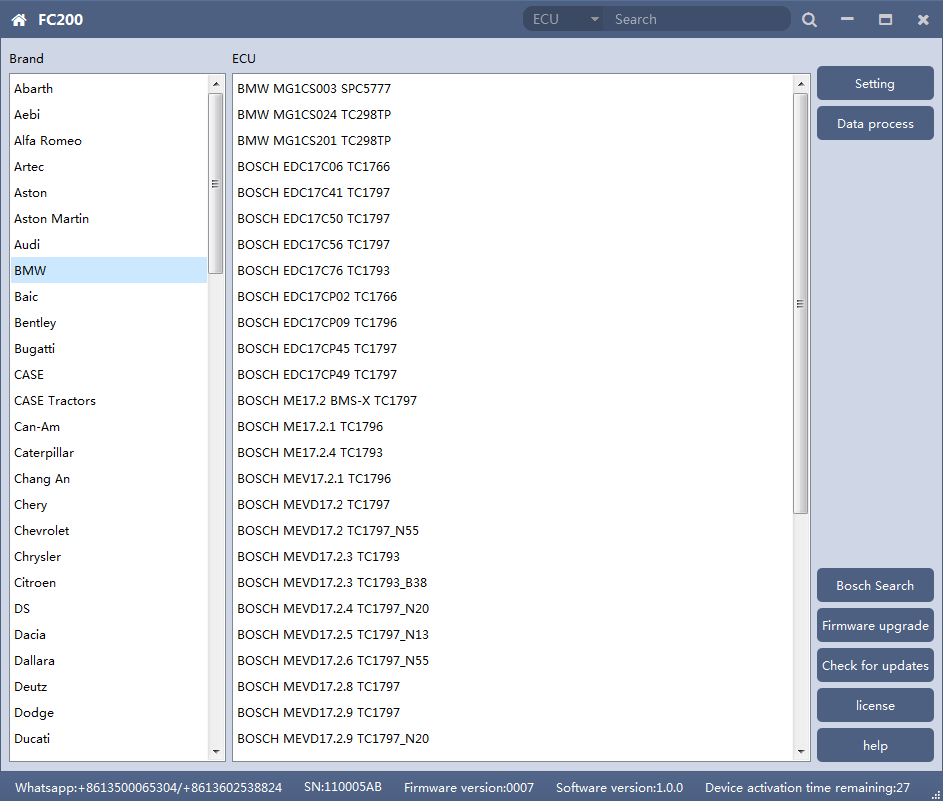 FC200
ECU
Search
Brand
ECU
Abarth
Aebi
Alfa Romeo
Artec
Aston
Aston Martin
Audi
BMW
Baic
Bentley
Bugatti
CASE
CASE Tractors
Can-Am
Caterpillar
Chang An
Chery
Chevrolet
Chrysler
Citroen
DS
Dacia
Dallara
Deutz
Dodge
Ducati
BMW MG1CS003 SPC5777
BMW MG1CS024 TC298TP
BMW MG1CS201 TC298TP
BOSCH EDC17C06 TC1766
BOSCH EDC17C41 TC1797
BOSCH EDC17C50 TC1797
BOSCH EDC17C56 TC1797
BOSCH EDC17C76 TC1793
BOSCH EDC17CP02 TC1766
BOSCH EDC17CP09 TC1796
BOSCH EDC17CP45 TC1797
BOSCH EDC17CP49 TC1797
BOSCH ME17.2 BMS-X TC1797
BOSCH ME17.2.1 TC1796
BOSCH ME17.2.4 TC1793
BOSCH MEV17.2.1 TC1796
BOSCH MEVD17.2 TC1797
BOSCH MEVD17.2 TC1797_N55
BOSCH MEVD17.2.3 TC1793
BOSCH MEVD17.2.3 TC1793_B38
BOSCH MEVD17.2.4 TC1797_N20
BOSCH MEVD17.2.5 TC1797_N13
BOSCH MEVD17.2.6 TC1797_N55
BOSCH MEVD17.2.8 TC1797
BOSCH MEVD17.2.9 TC1797
BOSCH MEVD17.2.9 TC1797_N20
Setting
Data process
Bosch Search
Firmware upgrade
Check for updates
license
help
Whatsapp:+8613500065304/+8613602538824
SN:110005AB
Firmware version:0007
Software version:1.0.0
Device activation time remaining:27